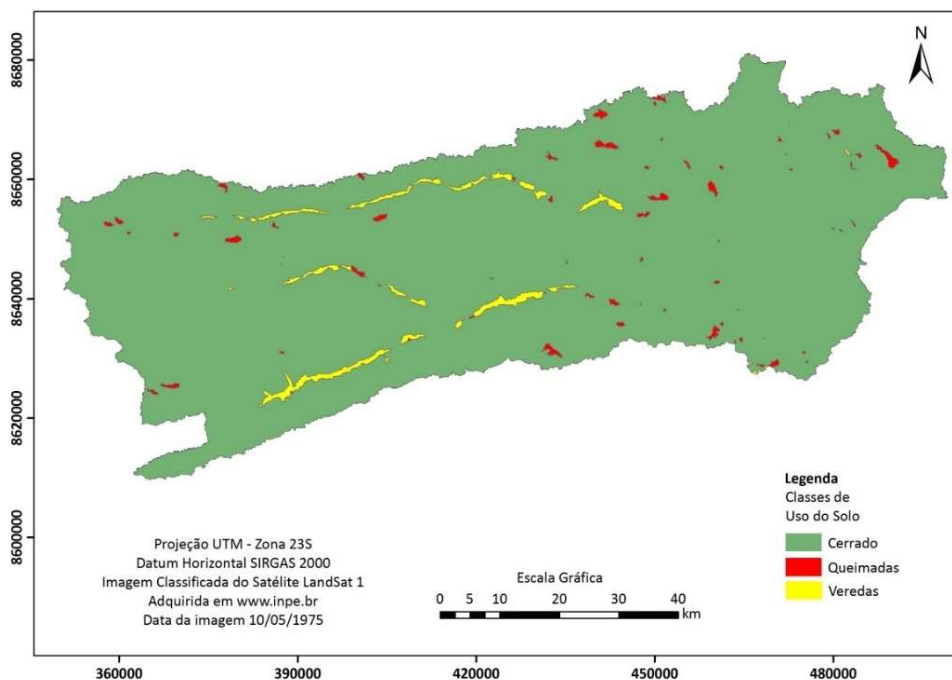 N
8680000
8660000
8640000
8620000
8600000
Legenda
Classes de
Uso do Solo
Cerrado
Queimadas
Veredas
Projeção UTM - Zona 23S
Datum Horizontal SIRGAS 2000
Imagem Classificada do Satélite LandSat 1
Adquirida em www.inpe.br
Data da imagem 10/05/1975
Escala Gráfica
0 5 10 20 30 40
km
360000 390000 420000 450000 480000